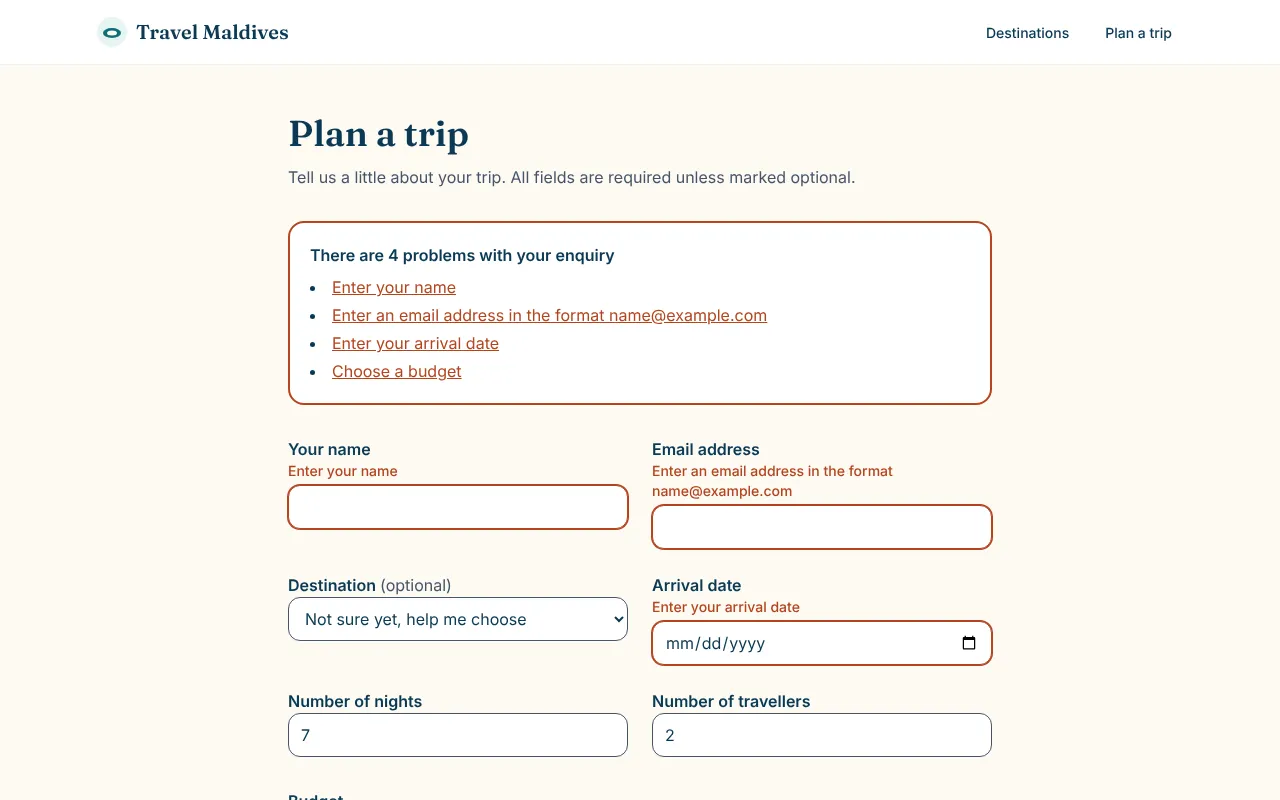 Travel Maldives
Destinations
Plan a trip
Plan a trip
Tell us a little about your trip. All fields are required unless marked optional.
There are 4 problems with your enquiry
Enter your name
Enter an email address in the format name@example.com
Enter your arrival date
Choose a budget
Your name
Enter your name
Email address
Enter an email address in the format
name@example.com
Destination (optional)
Not sure yet, help me choose
Arrival date
Enter your arrival date
mm/dd/yyyy
Number of nights
7
Number of travellers
2
Budget